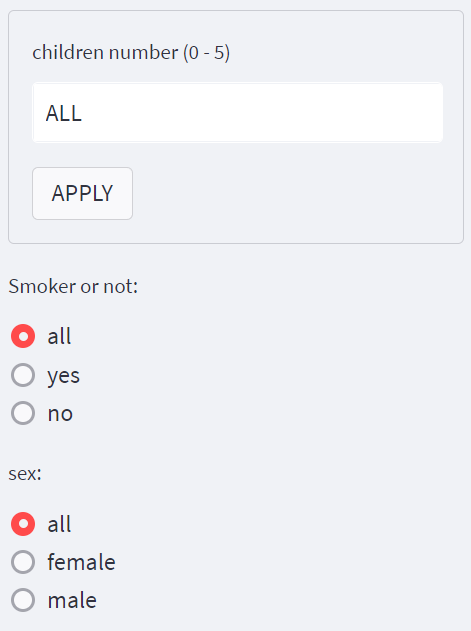 children number (0 - 5)
ALL
APPLY
Smoker or not:
all
yes
no
sex:
all
female
male